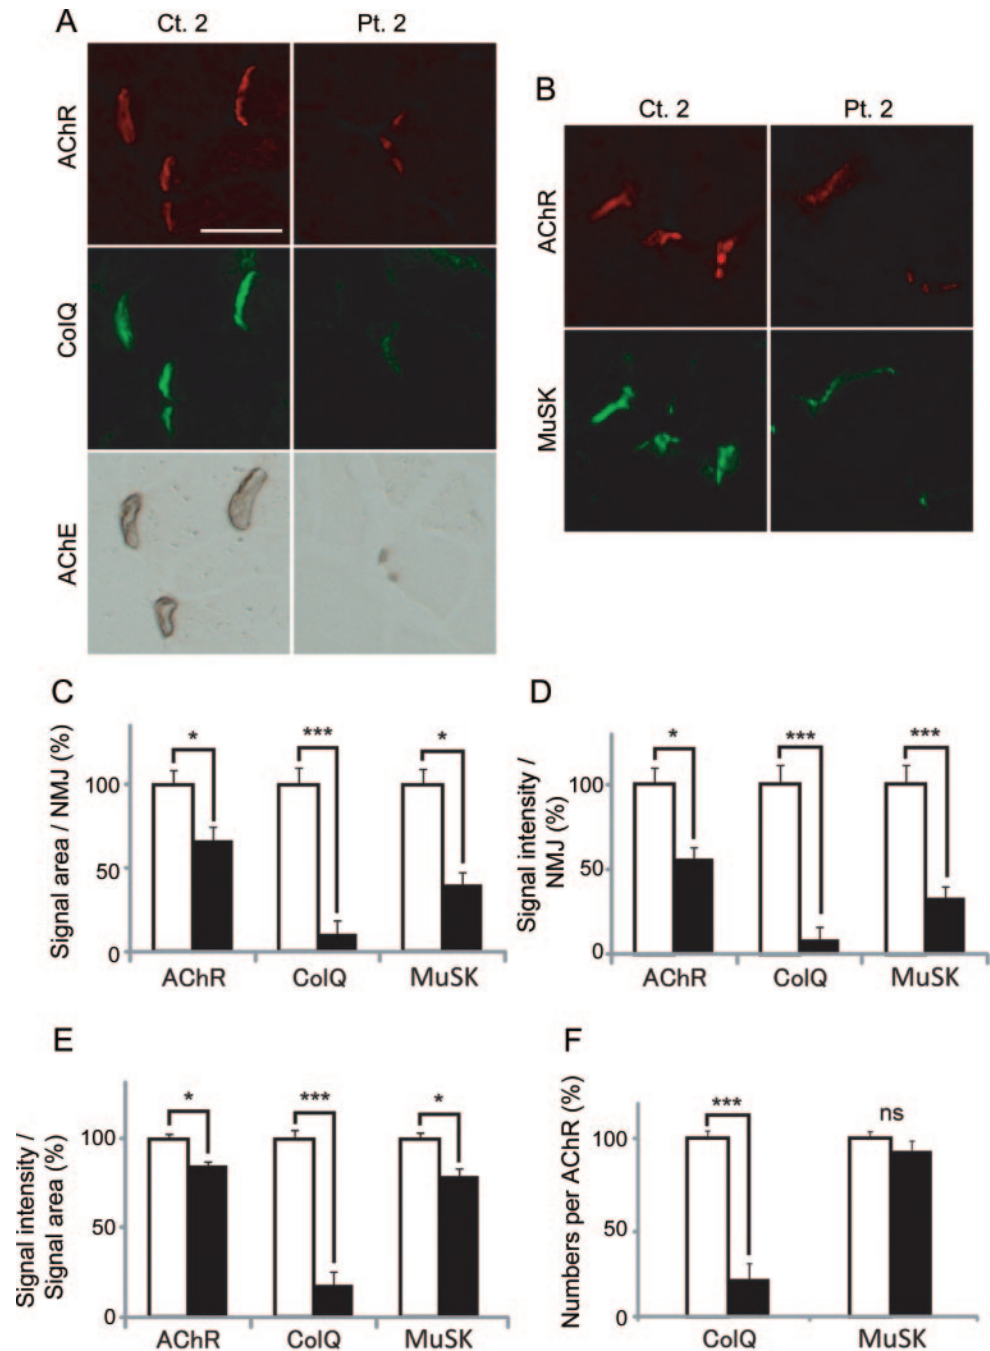 A
Ct. 2 Pt. 2
AChR
ColQ
AChE
B
Ct. 2 Pt. 2
AChR
MuSK
C
Signal area / NMJ (%)
100
50
0
* *** *
AChR ColQ MuSK
D
Signal intensity /
NMJ (%)
100
50
0
* *** ***
AChR ColQ MuSK
E
Signal intensity /
Signal area (%)
100
50
0
* *** *
AChR ColQ MuSK
F
Numbers per AChR (%)
100
50
0
*** ns
ColQ MuSK